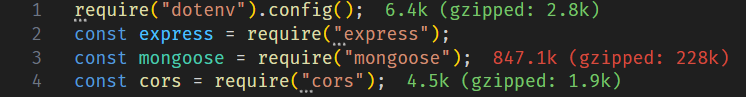 1 require("dotenv").config(); 6.4k (gzipped: 2.8k)
2 const express = require("express");
3 const mongoose = require("mongoose"); 847.1k (gzipped: 228k)
4 const cors = require("cors"); 4.5k (gzipped: 1.9k)